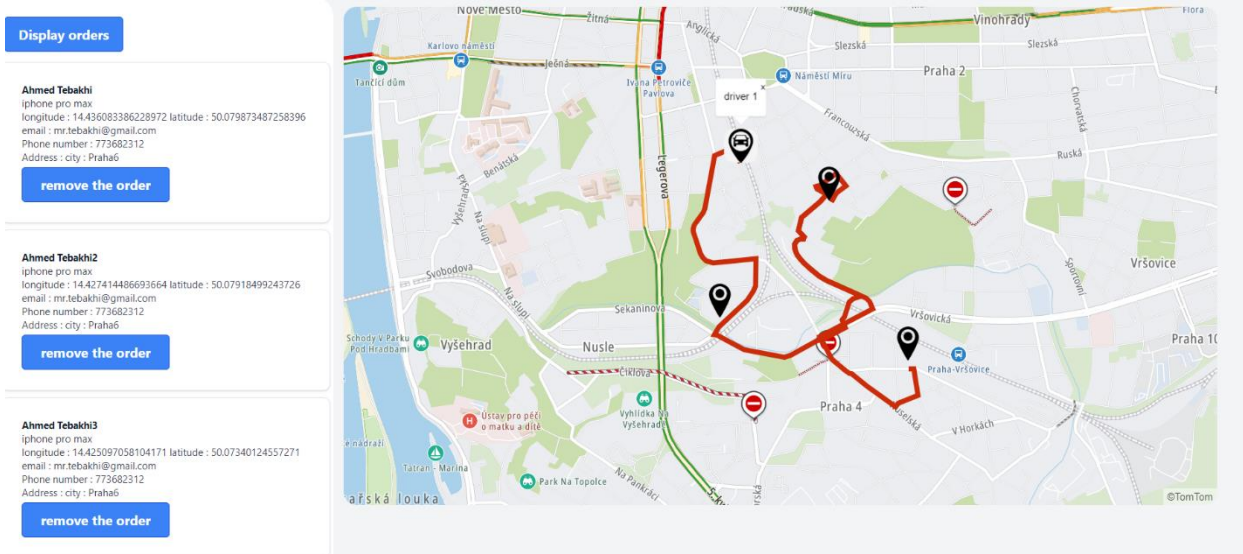 Display orders
Ahmed Tebakhi
iphone pro max
longitude : 14.436083386228972 latitude : 50.079873487258396
email : mr.tebakhi@gmail.com
Phone number : 773682312
Address : city : Praha6
remove the order
Ahmed Tebakhi2
iphone pro max
longitude : 14.427414486693664 latitude : 50.07918499243726
email : mr.tebakhi@gmail.com
Phone number : 773682312
Address : city : Praha6
remove the order
Ahmed Tebakhi3
iphone pro max
longitude : 14.425097058104171 latitude : 50.07340124557271
email : mr.tebakhi@gmail.com
Phone number : 773682312
Address : city : Praha6
remove the order
Nové Město
Žitná
Anglická
Vinohrady
Flora
Karlovo náměstí
Slezská
Slezská
Ječná
Tančící dům
Ivana Petroviče
Pavlova
Náměstí Míru
Praha 2
driver 1
x
Chorvatská
Francouzská
Ruská
Benátská
Legerova
Vyšehradská
Na slupi
Svobodova
Na slupi
Sportovní
Vršovice
Sekaninova
Vršovická
Schody V Parku
Pod Hradbami
Vyšehrad
Nusle
Praha 10
Čiklova
Praha-Vršovice
Praha 4
Ústav pro péči
o matku a dítě
Vyhlídka Na
Vyšehrad
V Horkách
Tatran - Marina
Park Na Topolce
Na Pankráci
©TomTom